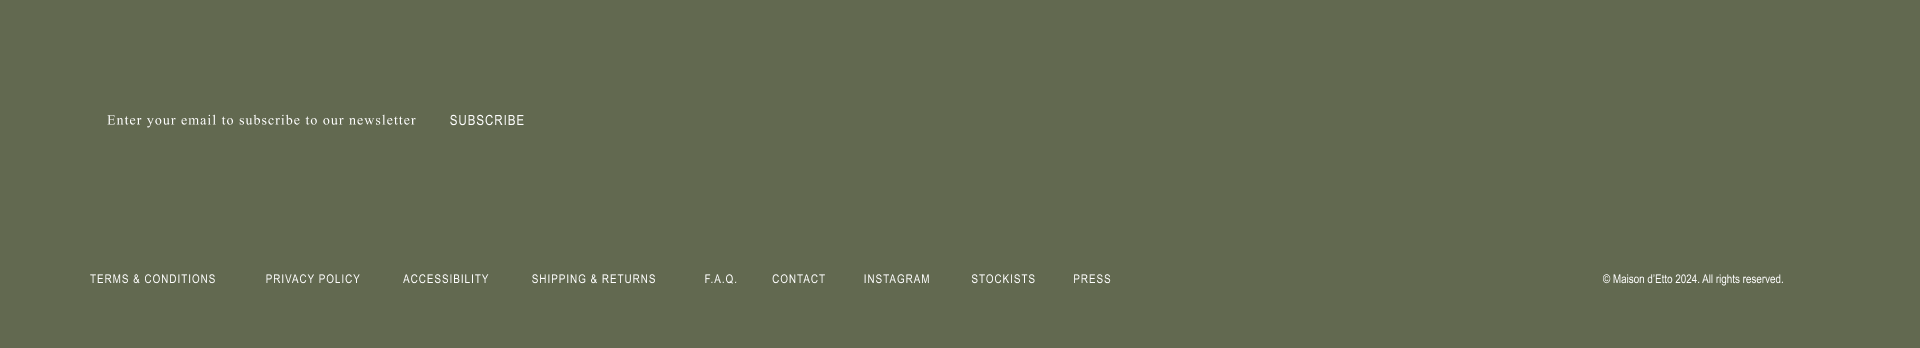 Enter your email to subscribe to our newsletter SUBSCRIBE
TERMS & CONDITIONS PRIVACY POLICY ACCESSIBILITY SHIPPING & RETURNS F.A.Q. CONTACT INSTAGRAM STOCKISTS PRESS © Maison d'Etto 2024. All rights reserved.